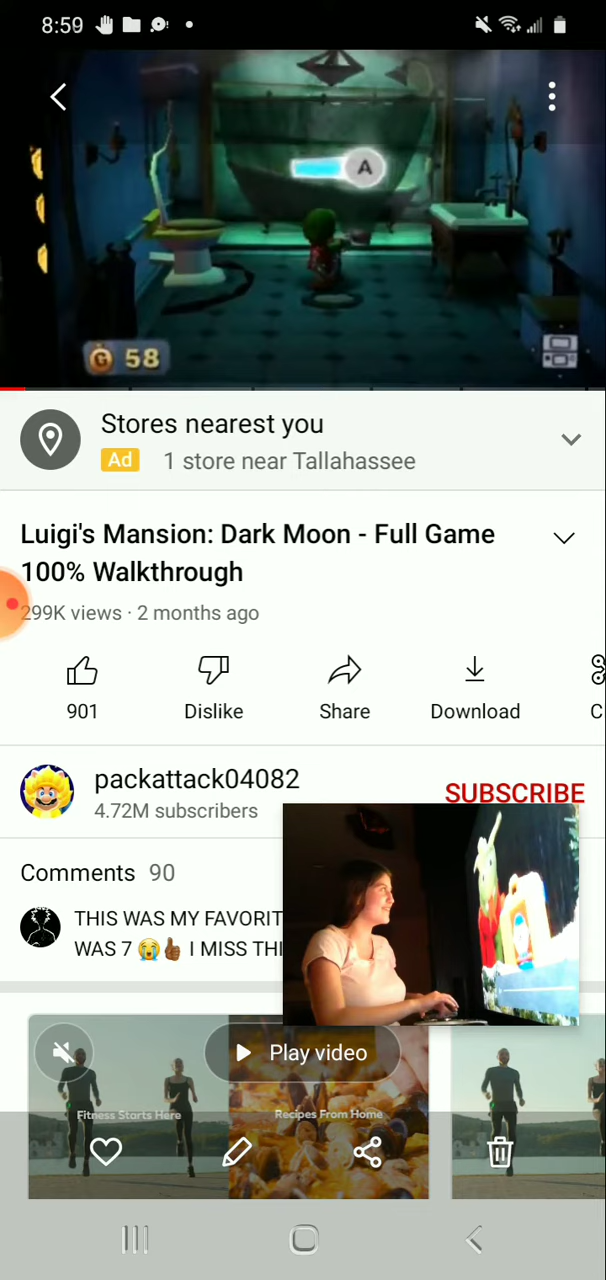 8:59
A
G 58
Stores nearest you
Ad 1 store near Tallahassee
Luigi's Mansion: Dark Moon - Full Game
100% Walkthrough
299K views · 2 months ago
901 Dislike Share Download C
packattack04082
4.72M subscribers
SUBSCRIBE
Comments 90
THIS WAS MY FAVORIT
WAS 7 😭👍🏾 I MISS THI
Play video
Fitness Starts Here
Recipes From Home